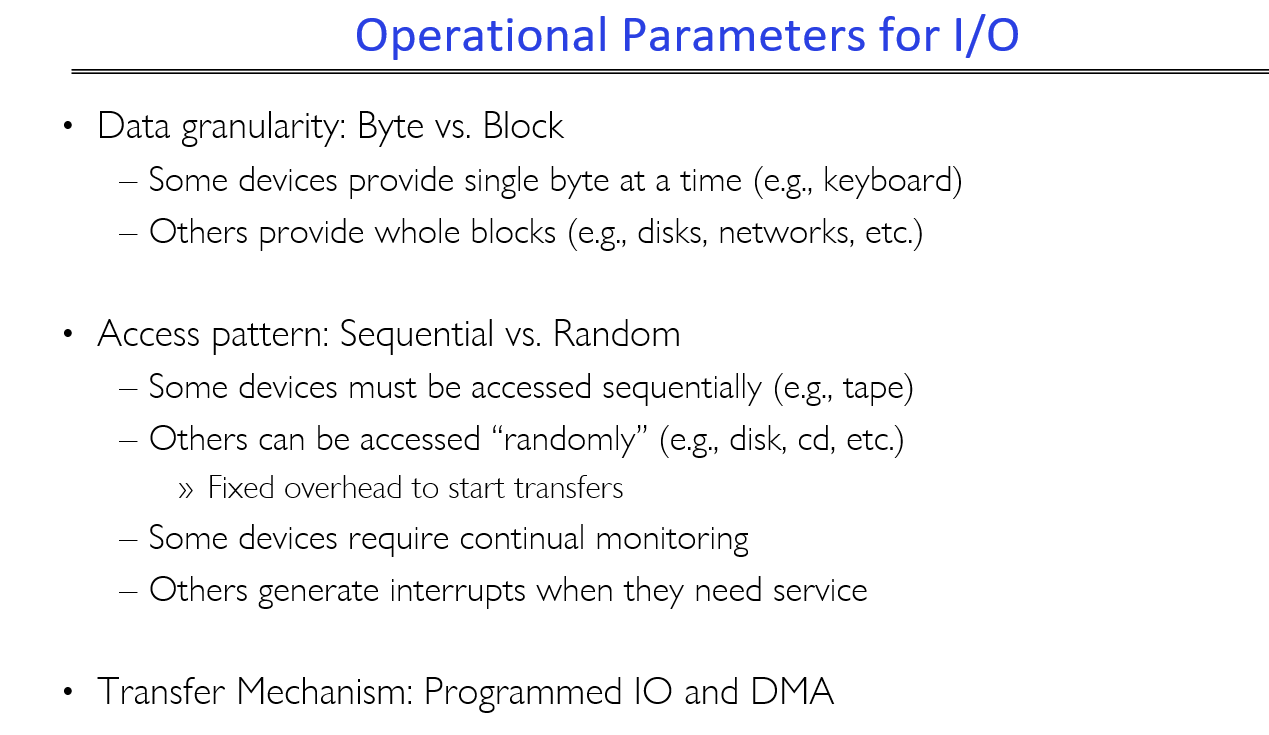 Operational Parameters for I/O
• Data granularity: Byte vs. Block
– Some devices provide single byte at a time (e.g., keyboard)
– Others provide whole blocks (e.g., disks, networks, etc.)
• Access pattern: Sequential vs. Random
– Some devices must be accessed sequentially (e.g., tape)
– Others can be accessed “randomly” (e.g., disk, cd, etc.)
» Fixed overhead to start transfers
– Some devices require continual monitoring
– Others generate interrupts when they need service
• Transfer Mechanism: Programmed IO and DMA